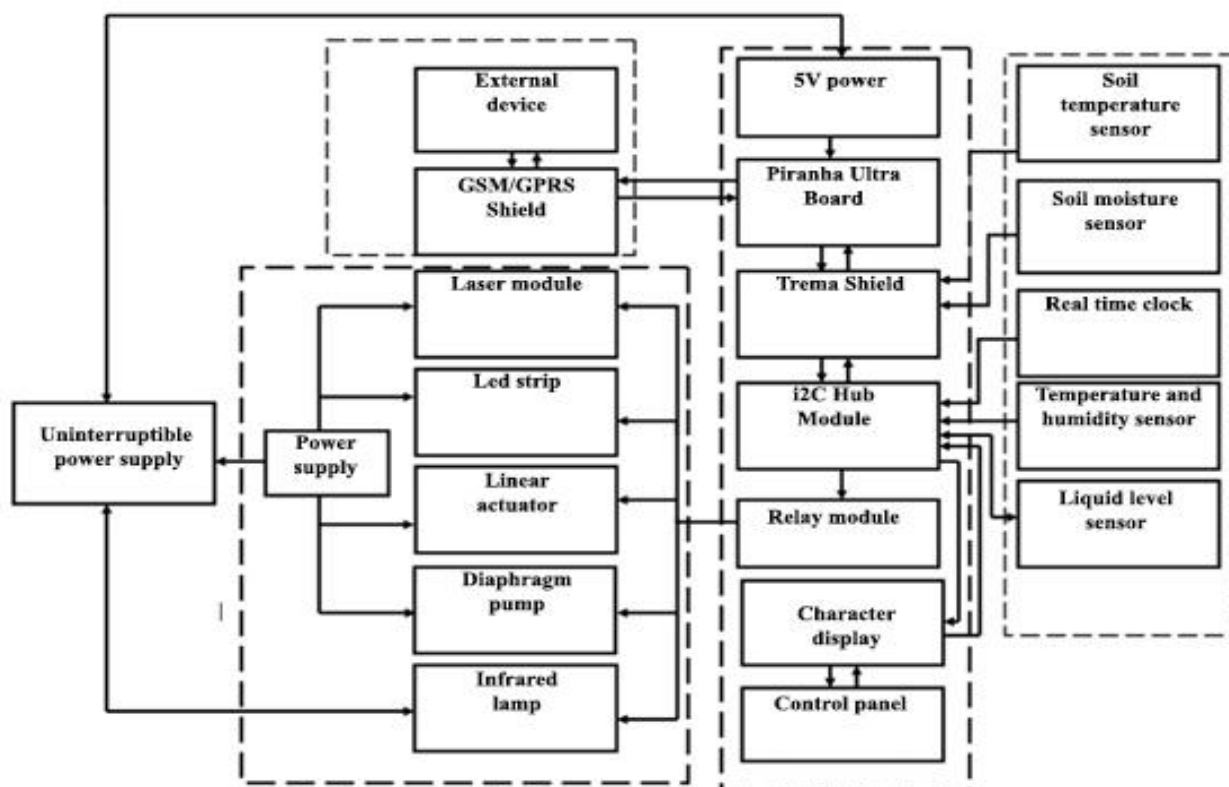 External
device
GSM/GPRS
Shield
5V power
Piranha Ultra
Board
Trema Shield
i2C Hub
Module
Relay module
Character
display
Control panel
Soil
temperature
sensor
Soil moisture
sensor
Real time clock
Temperature and
humidity sensor
Liquid level
sensor
Laser module
Led strip
Linear
actuator
Diaphragm
pump
Infrared
lamp
Power
supply
Uninterruptible
power supply